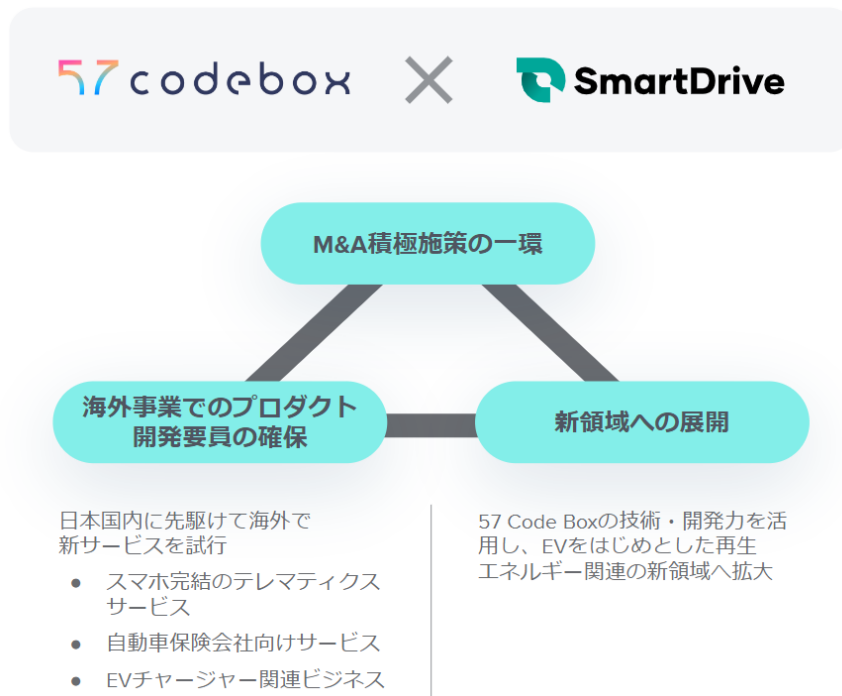 57 codebox × SmartDrive
M&A積極施策の一環
海外事業でのプロダクト
開発要員の確保
新領域への展開
日本国内に先駆けて海外で
新サービスを試行
● スマホ完結のテレマティクス
サービス
● 自動車保険会社向けサービス
● EVチャージャー関連ビジネス
57 Code Boxの技術・開発力を活
用し、EVをはじめとした再生
エネルギー関連の新領域へ拡大